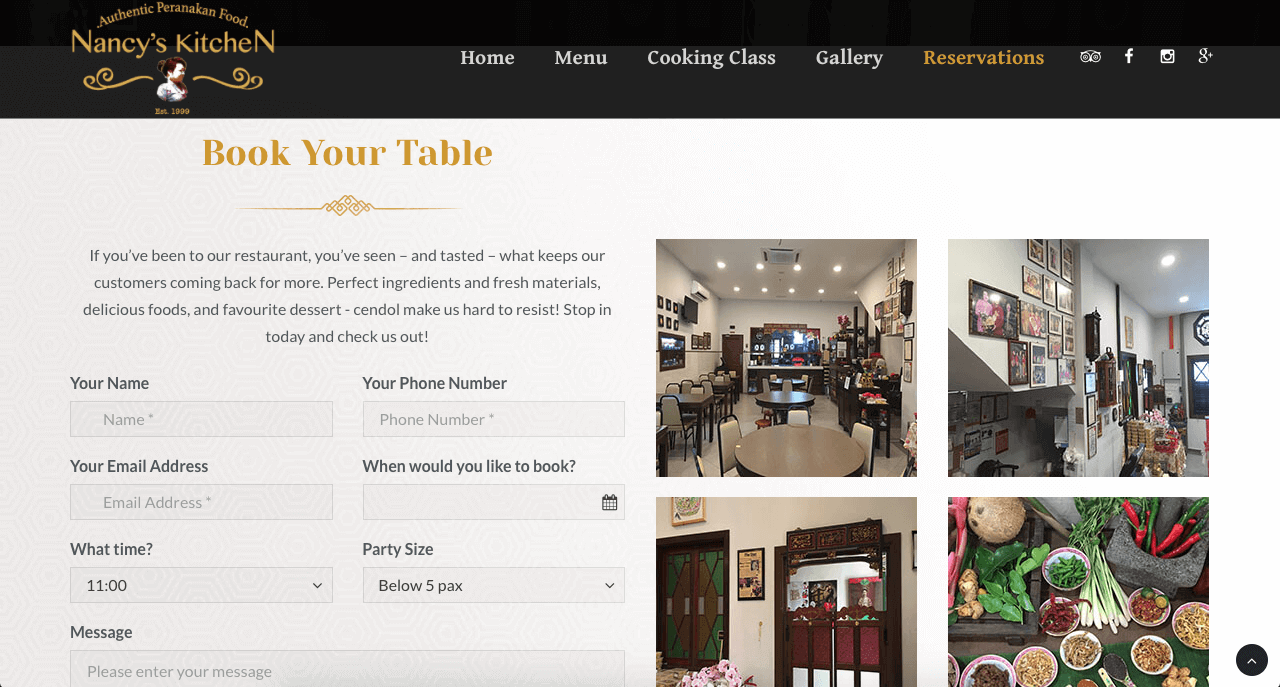 .Authentic Peranakan Food.
Nancy's KitcheN
Est. 1999
Home
Menu
Cooking Class
Gallery
Reservations
Book Your Table
If you’ve been to our restaurant, you’ve seen – and tasted – what keeps our
customers coming back for more. Perfect ingredients and fresh materials,
delicious foods, and favourite dessert - cendol make us hard to resist! Stop in
today and check us out!
Your Name
Your Phone Number
Name *
Phone Number *
Your Email Address
When would you like to book?
Email Address *
What time?
Party Size
11:00
Below 5 pax
Message
Please enter your message